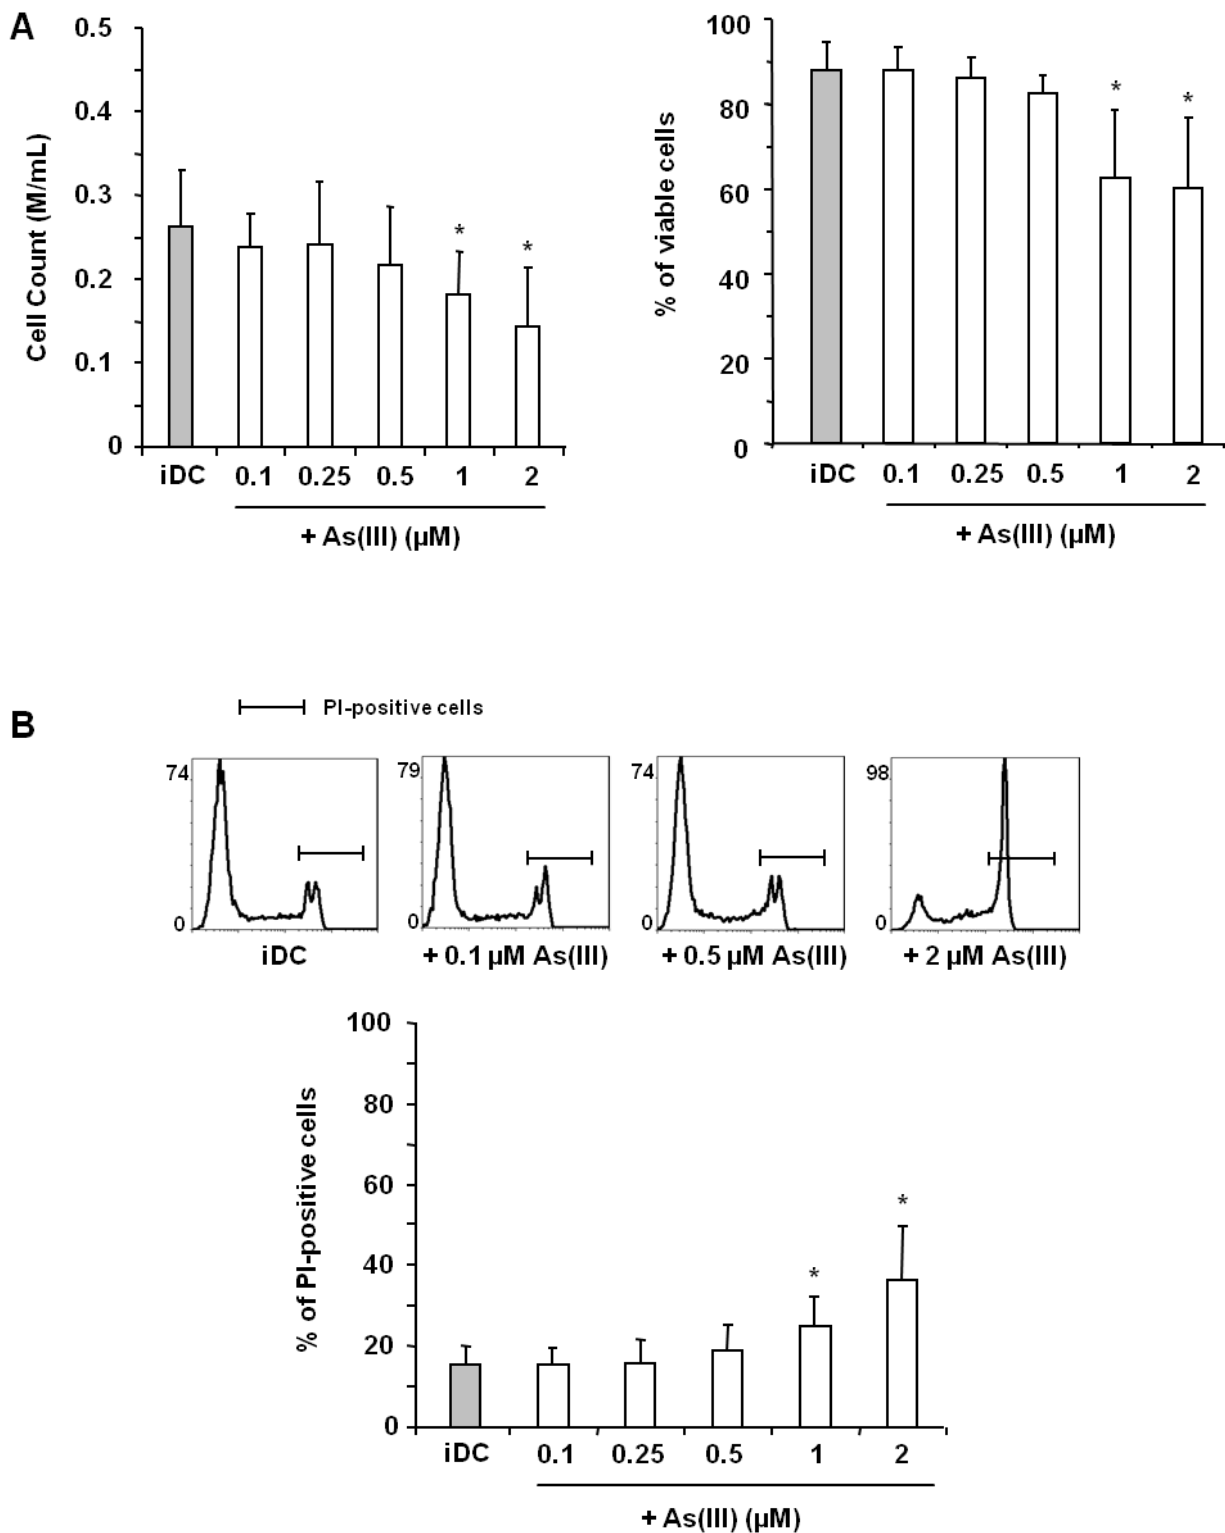 A
0.5
0.4
0.3
0.2
0.1
0
Cell Count (M/mL)
* *
iDC 0.1 0.25 0.5 1 2
+ As(III) (µM)
100
80
60
40
20
0
% of viable cells
* *
iDC 0.1 0.25 0.5 1 2
+ As(III) (µM)
B
PI-positive cells
74
0
iDC
79
0
+ 0.1 µM As(III)
74
0
+ 0.5 µM As(III)
98
0
+ 2 µM As(III)
100
80
60
40
20
0
% of PI-positive cells
* *
iDC 0.1 0.25 0.5 1 2
+ As(III) (µM)